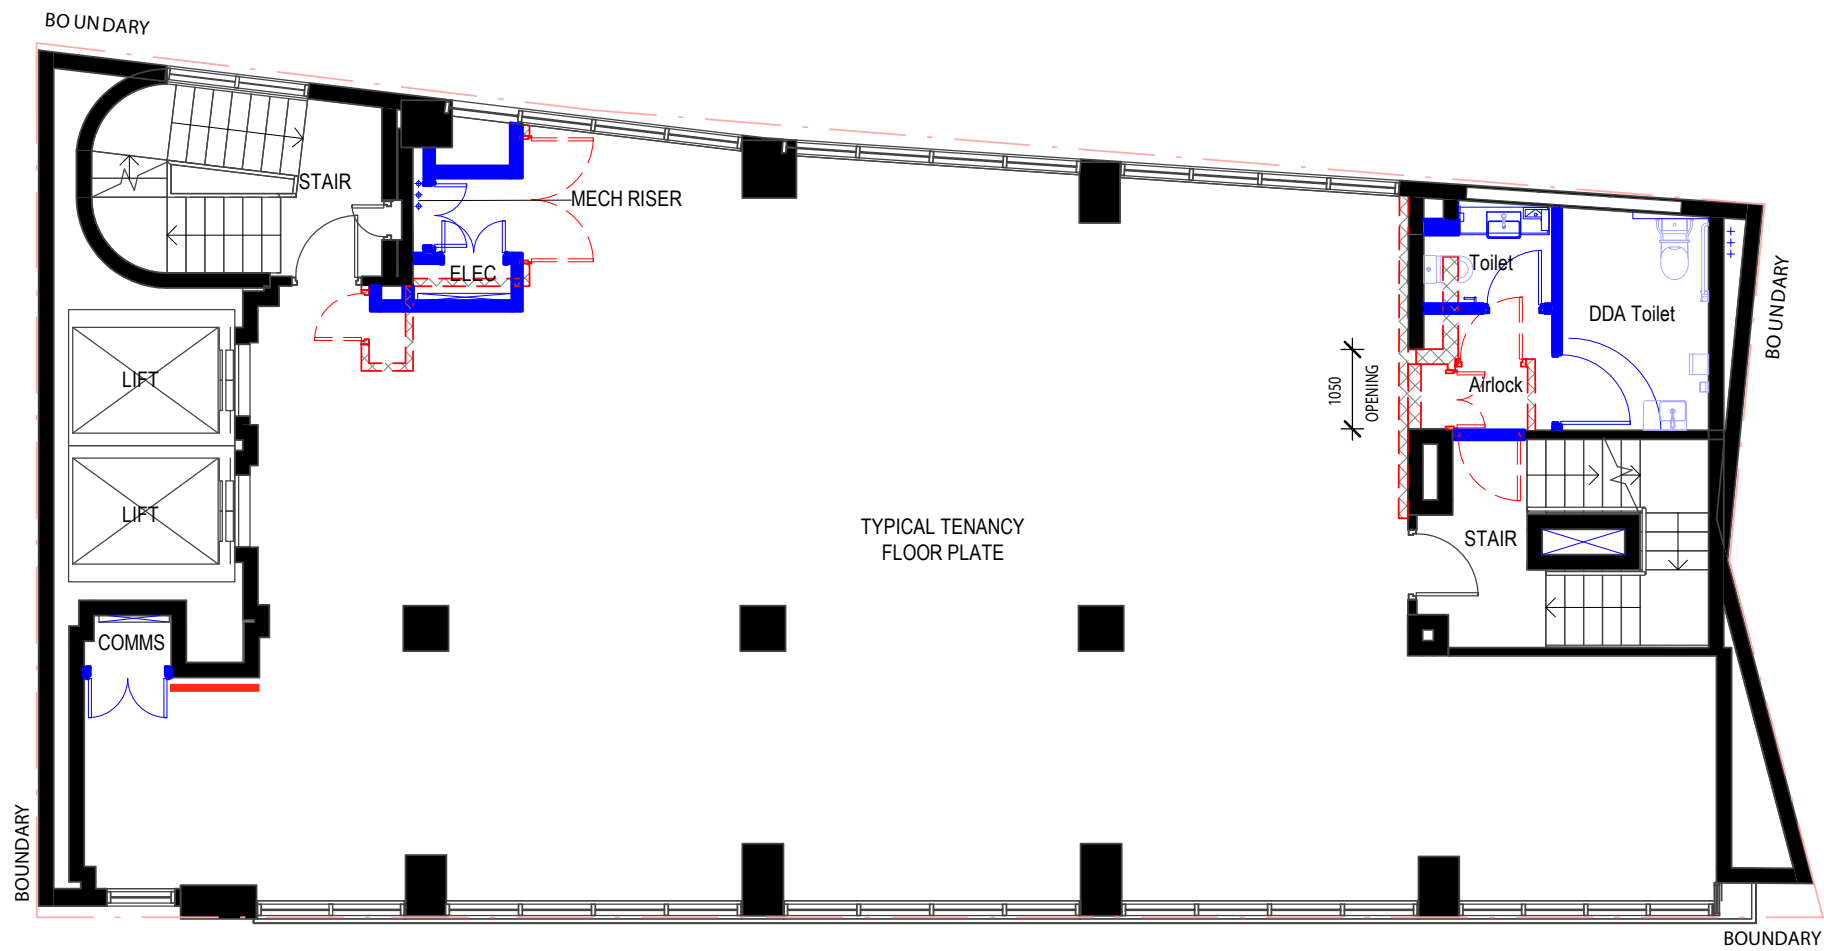 BOUNDARY
STAIR
MECH RISER
ELEC
Toilet
DDA Toilet
BOUNDARY
LIFT
1050
OPENING
Airlock
LIFT
TYPICAL TENANCY
FLOOR PLATE
STAIR
COMMS
BOUNDARY
BOUNDARY